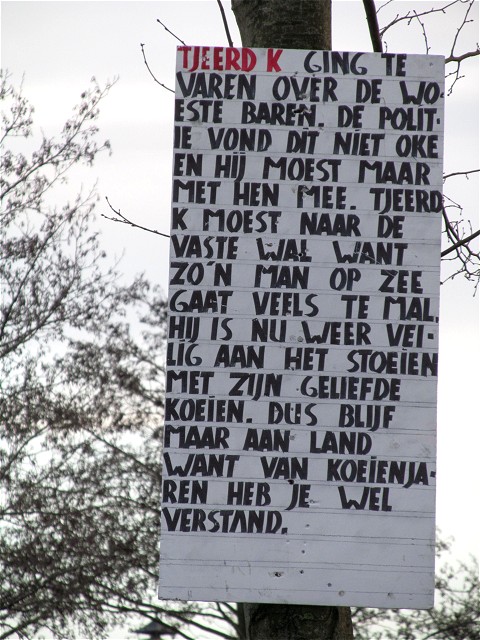 TJEERD K GING TE
VAREN OVER DE WO-
ESTE BAREN. DE POLIT-
IE VOND DIT NIET OKE
EN HIJ MOEST MAAR
MET HEN MEE. TJEERD
K MOEST NAAR DE
VASTE WAL WANT
ZO'N MAN OP ZEE
GAAT VEELS TE MAL.
HIJ IS NU WEER VEI-
LIG AAN HET STOEIEN
MET ZIJN GELIEFDE
KOEIEN. DUS BLIJF
MAAR AAN LAND
WANT VAN KOEIENJA-
REN HEB JE WEL
VERSTAND.